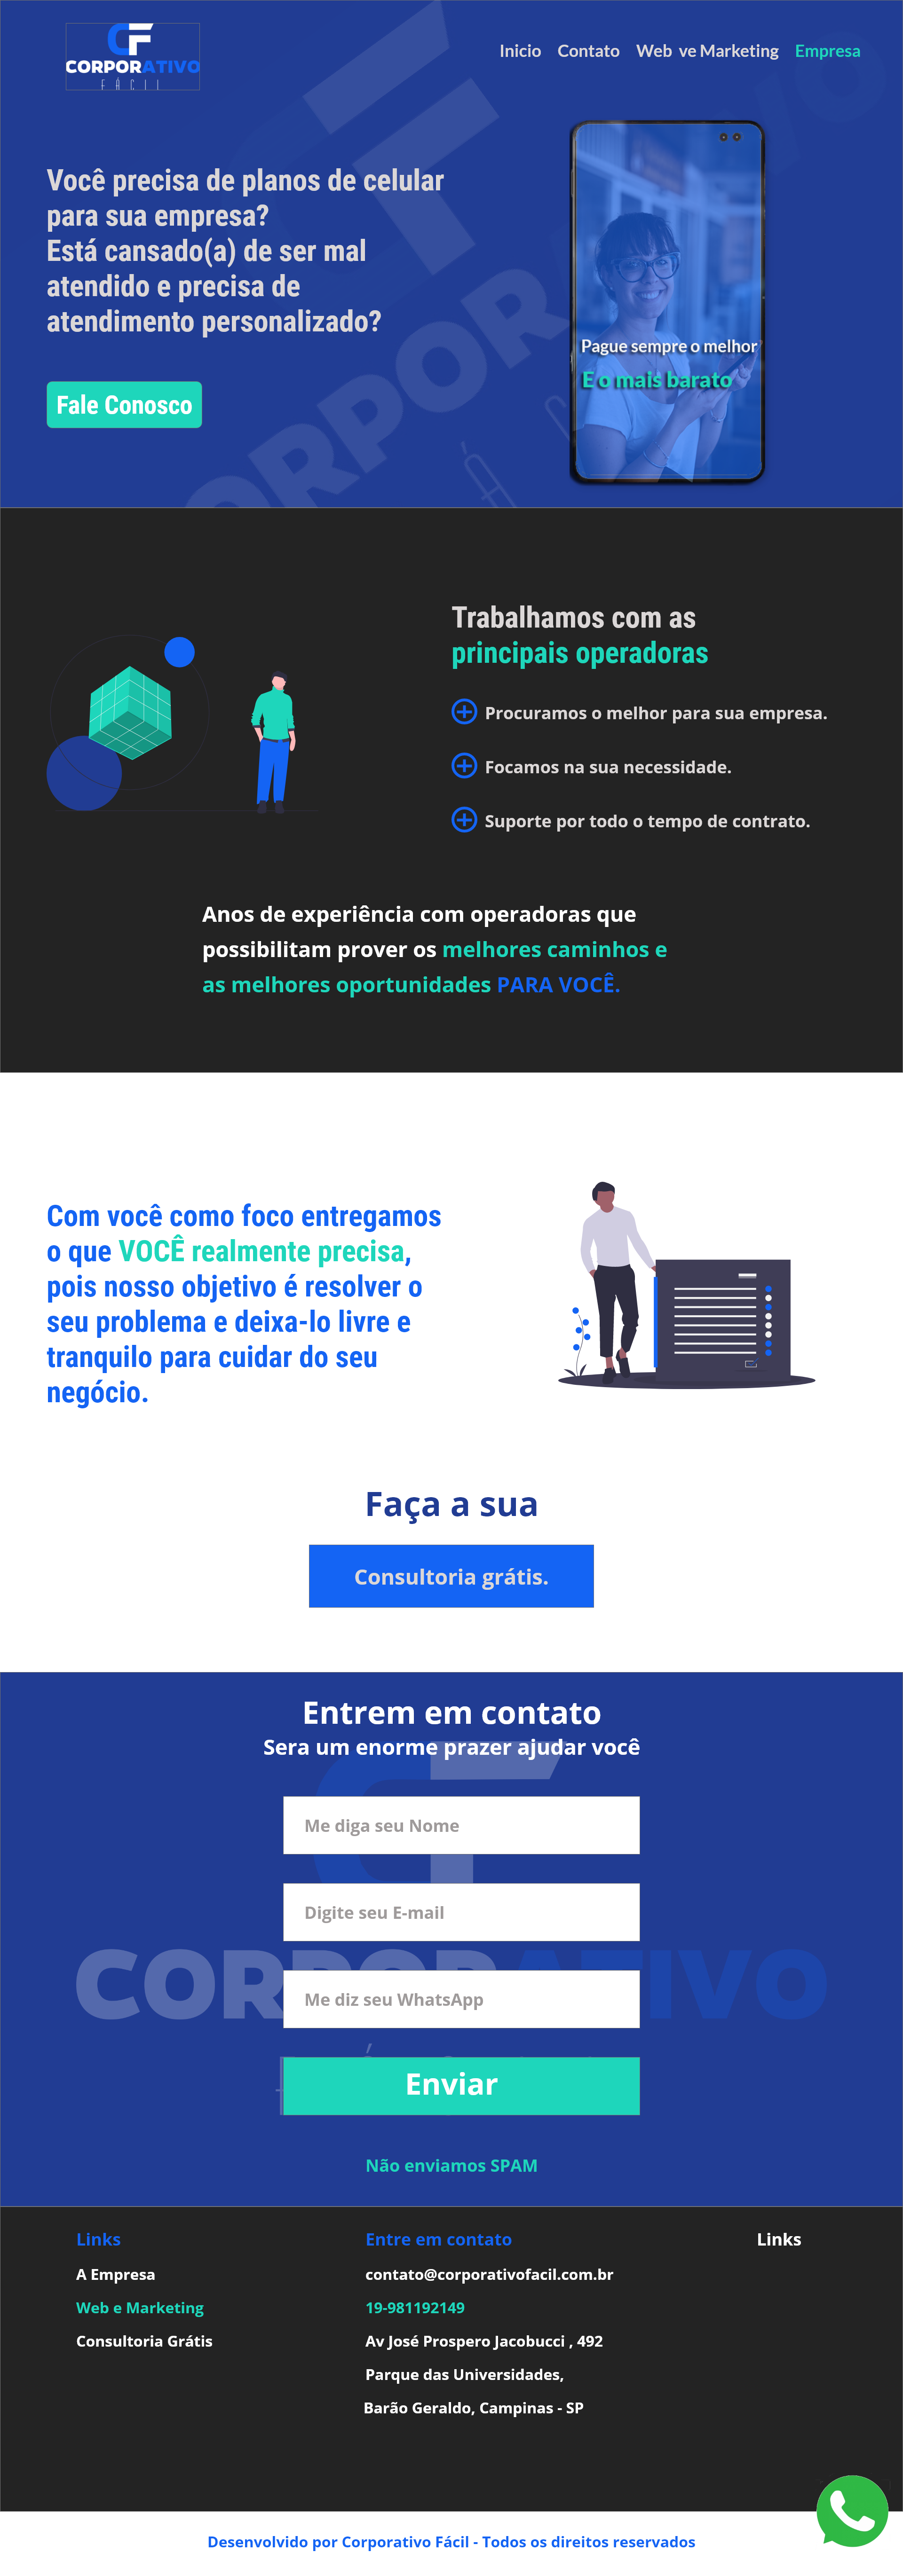 CF
CORPORATIVO
FÁCIL
Inicio Contato Web ve Marketing Empresa
Você precisa de planos de celular
para sua empresa?
Está cansado(a) de ser mal
atendido e precisa de
atendimento personalizado?
Fale Conosco
Pague sempre o melhor
E o mais barato
Trabalhamos com as
principais operadoras
Procuramos o melhor para sua empresa.
Focamos na sua necessidade.
Suporte por todo o tempo de contrato.
Anos de experiência com operadoras que
possibilitam prover os melhores caminhos e
as melhores oportunidades PARA VOCÊ.
Com você como foco entregamos
o que VOCÊ realmente precisa,
pois nosso objetivo é resolver o
seu problema e deixa-lo livre e
tranquilo para cuidar do seu
negócio.
Faça a sua
Consultoria grátis.
Entrem em contato
Sera um enorme prazer ajudar você
Me diga seu Nome
Digite seu E-mail
CORPORATIVO
Me diz seu WhatsApp
Enviar
Não enviamos SPAM
Links
A Empresa
Web e Marketing
Consultoria Grátis
Entre em contato
contato@corporativofacil.com.br
19-981192149
Av José Prospero Jacobucci , 492
Parque das Universidades,
Barão Geraldo, Campinas - SP
Links
Desenvolvido por Corporativo Fácil - Todos os direitos reservados